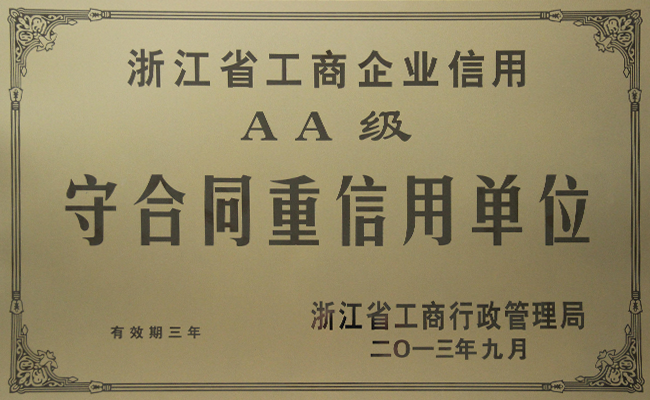 浙江省工商企业信用
AA级
守合同重信用单位
有效期三年
浙江省工商行政管理局
二〇一三年九月